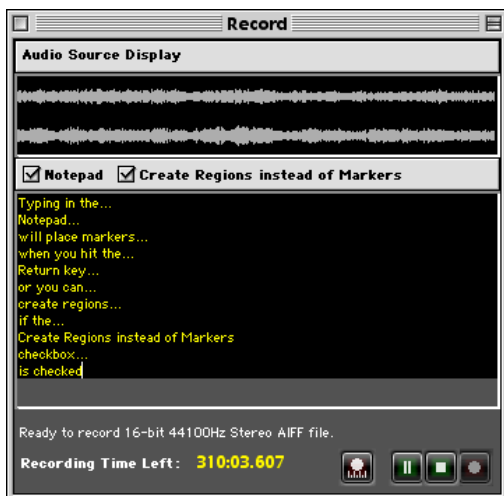 Record
Audio Source Display
Notepad Create Regions instead of Markers
Typing in the...
Notepad...
will place markers...
when you hit the...
Return key...
or you can...
create regions...
if the...
Create Regions instead of Markers
checkbox...
is checked
Ready to record 16-bit 44100Hz Stereo AIFF file.
Recording Time Left: 310:03.607